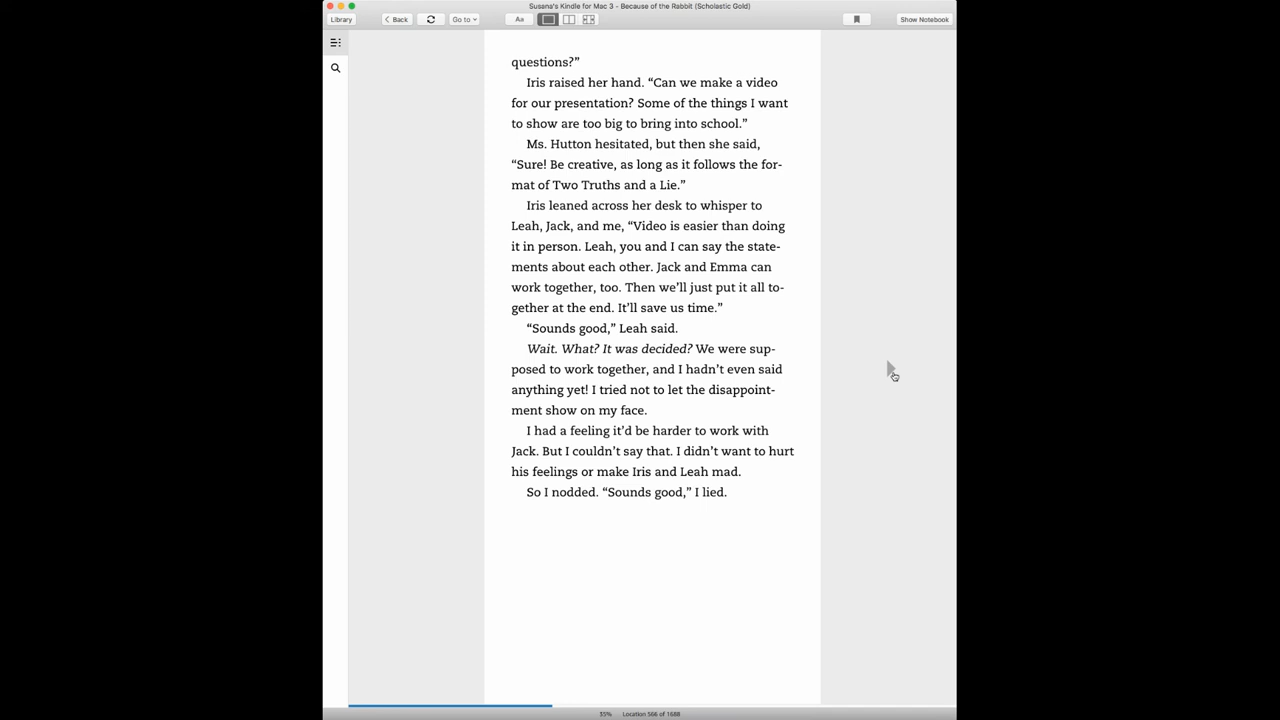 Susana's Kindle for Mac 3 - Because of the Rabbit (Scholastic Gold)
Library
Back
Go to
Aa
Show Notebook
questions?”
Iris raised her hand. “Can we make a video
for our presentation? Some of the things I want
to show are too big to bring into school.”
Ms. Hutton hesitated, but then she said,
“Sure! Be creative, as long as it follows the for-
mat of Two Truths and a Lie.”
Iris leaned across her desk to whisper to
Leah, Jack, and me, “Video is easier than doing
it in person. Leah, you and I can say the state-
ments about each other. Jack and Emma can
work together, too. Then we’ll just put it all to-
gether at the end. It’ll save us time.”
“Sounds good,” Leah said.
Wait. What? It was decided? We were sup-
posed to work together, and I hadn’t even said
anything yet! I tried not to let the disappoint-
ment show on my face.
I had a feeling it’d be harder to work with
Jack. But I couldn’t say that. I didn’t want to hurt
his feelings or make Iris and Leah mad.
So I nodded. “Sounds good,” I lied.
Location 566 of 1688